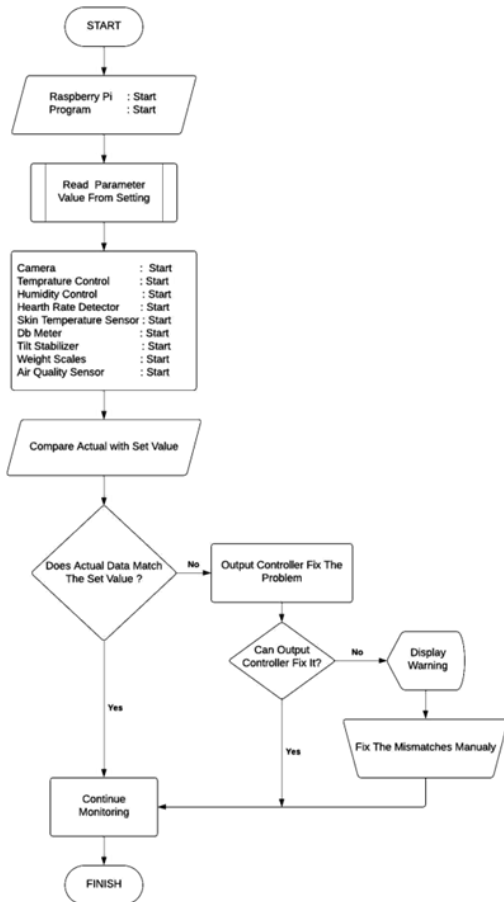 START
Raspberry Pi : Start
Program : Start
Read Parameter
Value From Setting
Camera : Start
Temprature Control : Start
Humidity Control : Start
Hearth Rate Detector : Start
Skin Temperature Sensor : Start
Db Meter : Start
Tilt Stabilizer : Start
Weight Scales : Start
Air Quality Sensor : Start
Compare Actual with Set Value
Does Actual Data Match
The Set Value ?
No
Output Controller Fix The
Problem
Can Output
Controller Fix It?
No
Display
Warning
Yes
Yes
Fix The Mismatches Manualy
Continue
Monitoring
FINISH